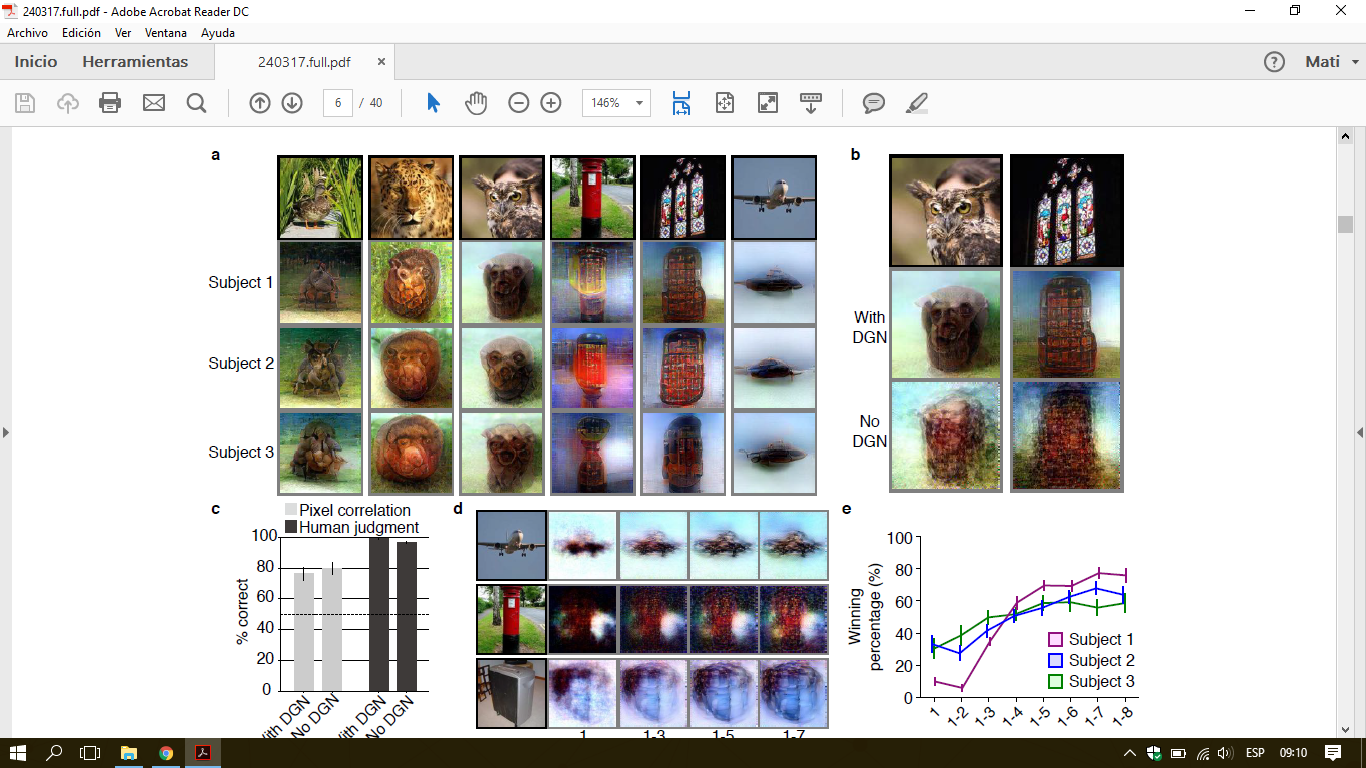 240317.full.pdf - Adobe Acrobat Reader DC
Archivo Edición Ver Ventana Ayuda
Inicio Herramientas 240317.full.pdf × ? Mati
6 / 40 146%
a
Subject 1
Subject 2
Subject 3
b
With
DGN
No
DGN
c
Pixel correlation
Human judgment
% correct
100
80
60
40
20
0
With DGN
No DGN
With DGN
No DGN
d
1 1-3 1-5 1-7
e
Winning
percentage (%)
100
80
60
40
20
0
Subject 1
Subject 2
Subject 3
1 1-2 1-3 1-4 1-5 1-6 1-7 1-8
ESP 09:10